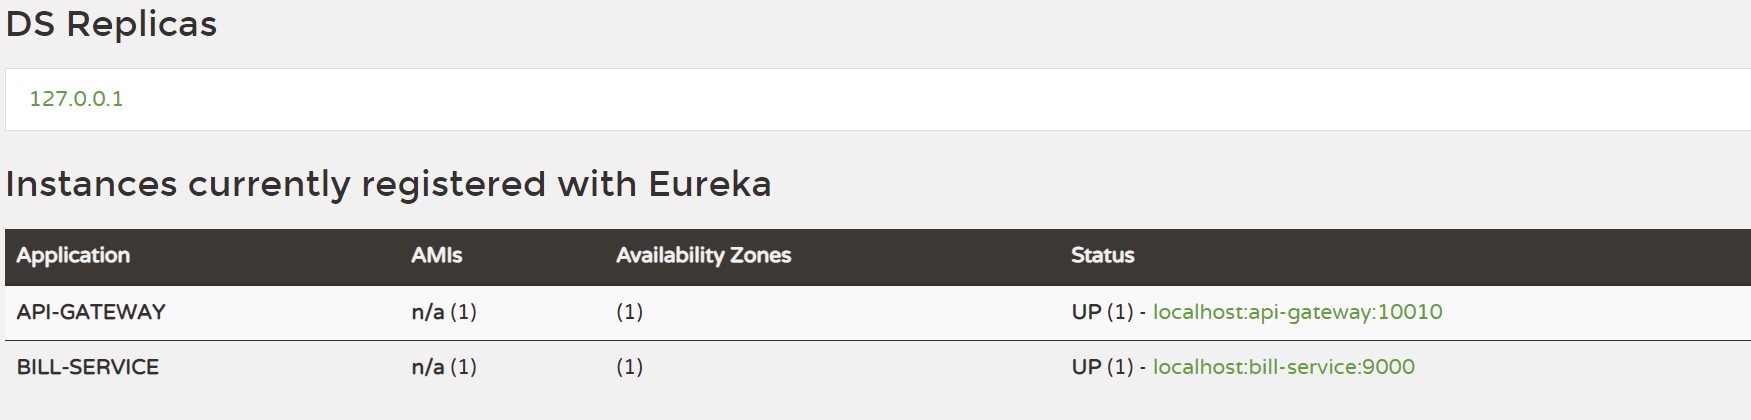 DS Replicas
127.0.0.1
Instances currently registered with Eureka
Application AMIs Availability Zones Status
API-GATEWAY n/a (1) (1) UP (1) - localhost:api-gateway:10010
BILL-SERVICE n/a (1) (1) UP (1) - localhost:bill-service:9000